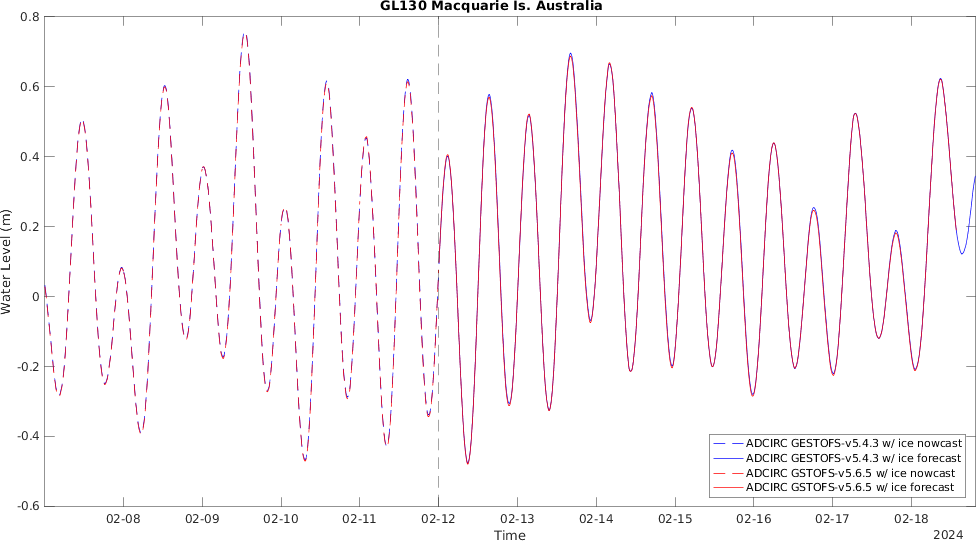 GL130 Macquarie Is. Australia
0.8
0.6
0.4
0.2
0
-0.2
-0.4
-0.6
Water Level (m)
ADCIRC GESTOFS-v5.4.3 w/ ice nowcast
ADCIRC GESTOFS-v5.4.3 w/ ice forecast
ADCIRC GSTOFS-v5.6.5 w/ ice nowcast
ADCIRC GSTOFS-v5.6.5 w/ ice forecast
02-08 02-09 02-10 02-11 02-12 02-13 02-14 02-15 02-16 02-17 02-18
Time
2024